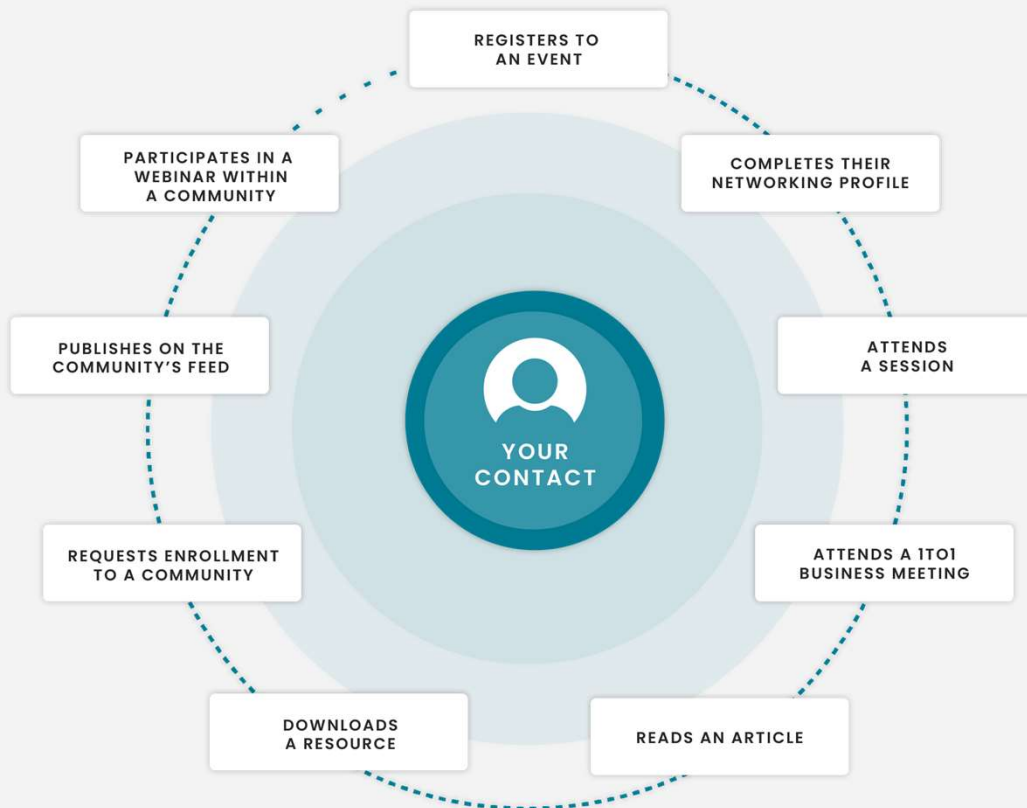 REGISTERS TO
AN EVENT
COMPLETES THEIR
NETWORKING PROFILE
ATTENDS
A SESSION
ATTENDS A 1TO1
BUSINESS MEETING
READS AN ARTICLE
DOWNLOADS
A RESOURCE
REQUESTS ENROLLMENT
TO A COMMUNITY
PUBLISHES ON THE
COMMUNITY’S FEED
PARTICIPATES IN A
WEBINAR WITHIN
A COMMUNITY
YOUR
CONTACT